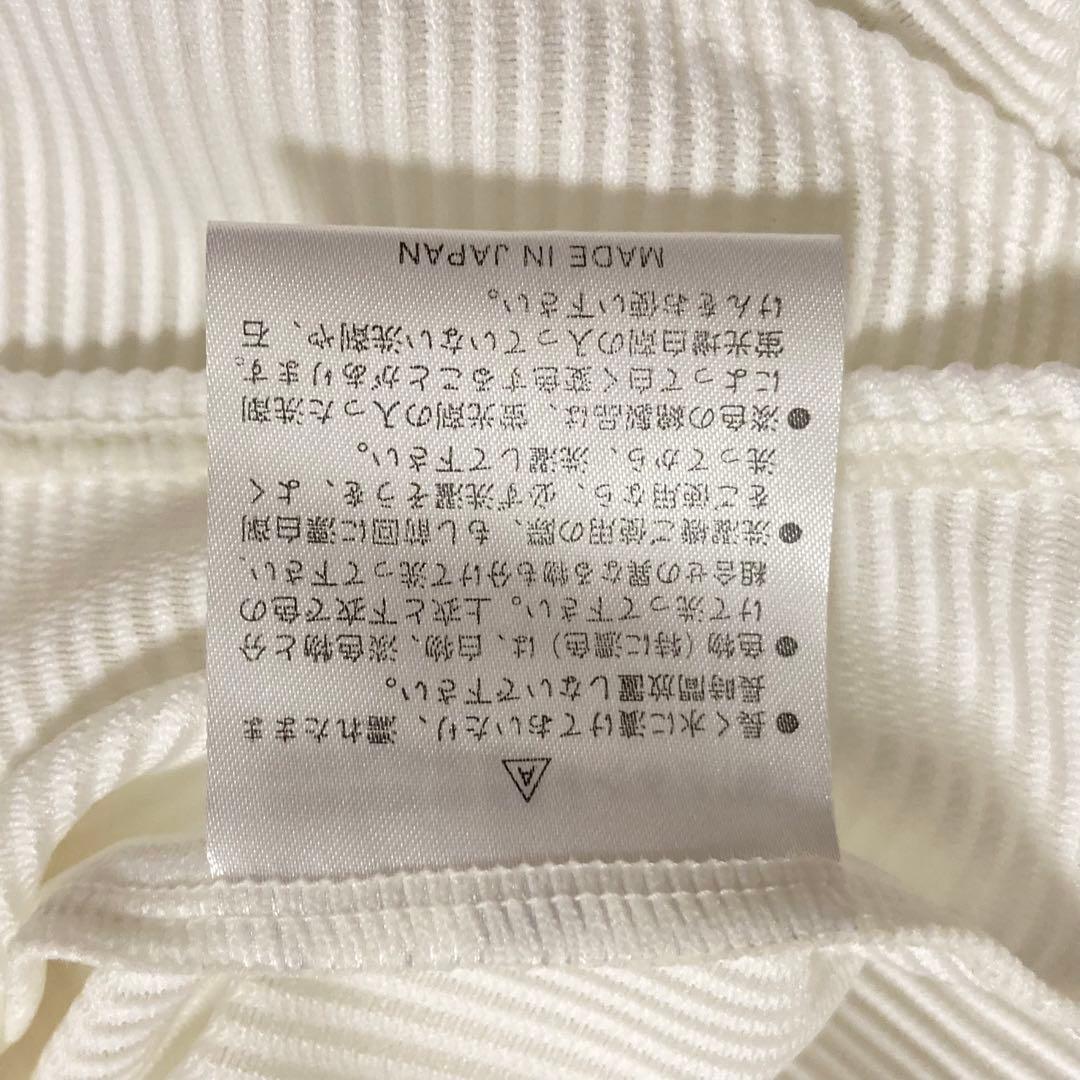 A
●長く水に漬けておいたり、濡れたまま
長時間放置しないで下さい。
●色物(特に濃色)は、白物、淡色物と分
けて洗って下さい。上衣と下衣で色の
組合せの異なる物も分けて洗って下さい。
●洗濯機ご使用の際、もし前回に漂白剤
をご使用なら、必ず洗濯そうを、よく
洗ってから、洗濯して下さい。
●淡色の綿製品は、蛍光剤の入った洗剤
によって白く変色することがあります。
蛍光増白剤の入っていない洗剤や、石
けんをお使い下さい。
MADE IN JAPAN